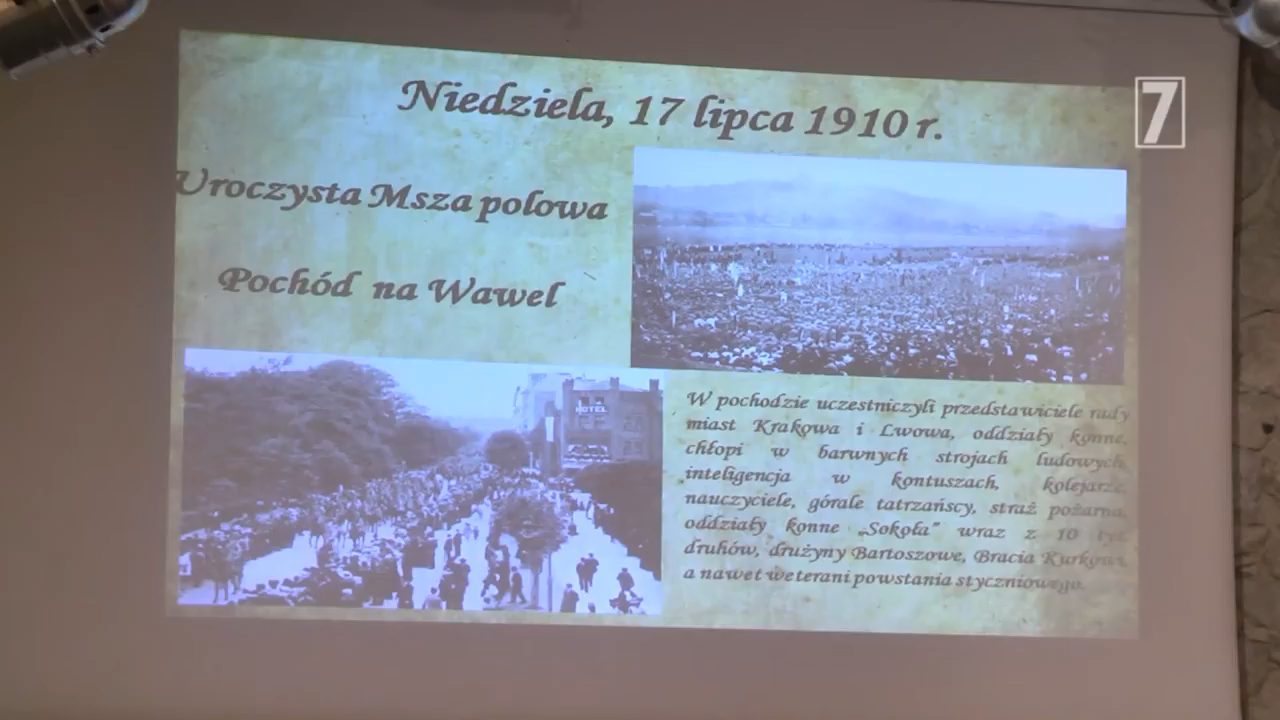 Niedziela, 17 lipca 1910 r.
7
Uroczysta Msza polowa
Pochód na Wawel
HOTEL
W pochodzie uczestniczyli przedstawiciele rady
miast Krakowa i Lwowa, oddziały konne,
chłopi w barwnych strojach ludowych,
inteligencja w kontuszach, kolejarze,
nauczyciele, górale tatrzańscy, straż pożarna,
oddziały konne „Sokoła” wraz z 10 tys.
druhów, drużyny Bartoszowe, Bracia Kurkowi,
a nawet weterani powstania styczniowego.